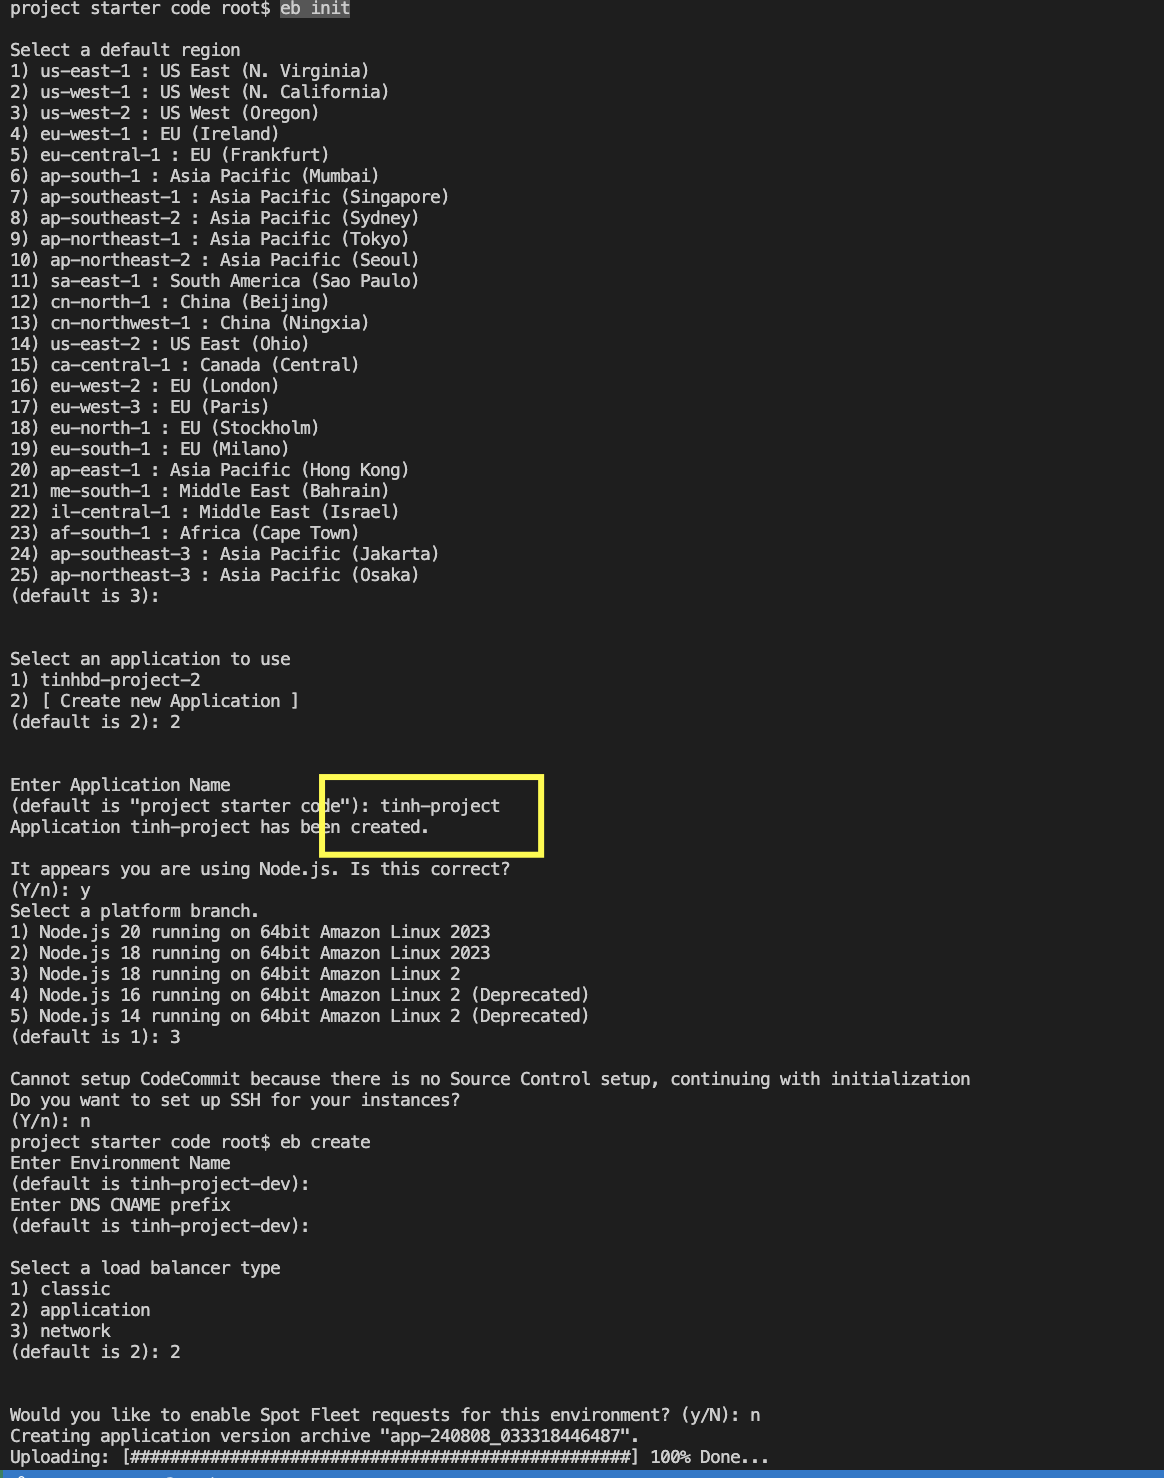 project starter code root$ eb init
Select a default region
1) us-east-1 : US East (N. Virginia)
2) us-west-1 : US West (N. California)
3) us-west-2 : US West (Oregon)
4) eu-west-1 : EU (Ireland)
5) eu-central-1 : EU (Frankfurt)
6) ap-south-1 : Asia Pacific (Mumbai)
7) ap-southeast-1 : Asia Pacific (Singapore)
8) ap-southeast-2 : Asia Pacific (Sydney)
9) ap-northeast-1 : Asia Pacific (Tokyo)
10) ap-northeast-2 : Asia Pacific (Seoul)
11) sa-east-1 : South America (Sao Paulo)
12) cn-north-1 : China (Beijing)
13) cn-northwest-1 : China (Ningxia)
14) us-east-2 : US East (Ohio)
15) ca-central-1 : Canada (Central)
16) eu-west-2 : EU (London)
17) eu-west-3 : EU (Paris)
18) eu-north-1 : EU (Stockholm)
19) eu-south-1 : EU (Milano)
20) ap-east-1 : Asia Pacific (Hong Kong)
21) me-south-1 : Middle East (Bahrain)
22) il-central-1 : Middle East (Israel)
23) af-south-1 : Africa (Cape Town)
24) ap-southeast-3 : Asia Pacific (Jakarta)
25) ap-northeast-3 : Asia Pacific (Osaka)
(default is 3):
Select an application to use
1) tinhbd-project-2
2) [ Create new Application ]
(default is 2): 2
Enter Application Name
(default is "project starter code"): tinh-project
Application tinh-project has been created.
It appears you are using Node.js. Is this correct?
(Y/n): y
Select a platform branch.
1) Node.js 20 running on 64bit Amazon Linux 2023
2) Node.js 18 running on 64bit Amazon Linux 2023
3) Node.js 18 running on 64bit Amazon Linux 2
4) Node.js 16 running on 64bit Amazon Linux 2 (Deprecated)
5) Node.js 14 running on 64bit Amazon Linux 2 (Deprecated)
(default is 1): 3
Cannot setup CodeCommit because there is no Source Control setup, continuing with initialization
Do you want to set up SSH for your instances?
(Y/n): n
project starter code root$ eb create
Enter Environment Name
(default is tinh-project-dev):
Enter DNS CNAME prefix
(default is tinh-project-dev):
Select a load balancer type
1) classic
2) application
3) network
(default is 2): 2
Would you like to enable Spot Fleet requests for this environment? (y/N): n
Creating application version archive "app-240808_033318446487".
Uploading: [##################################################] 100% Done...